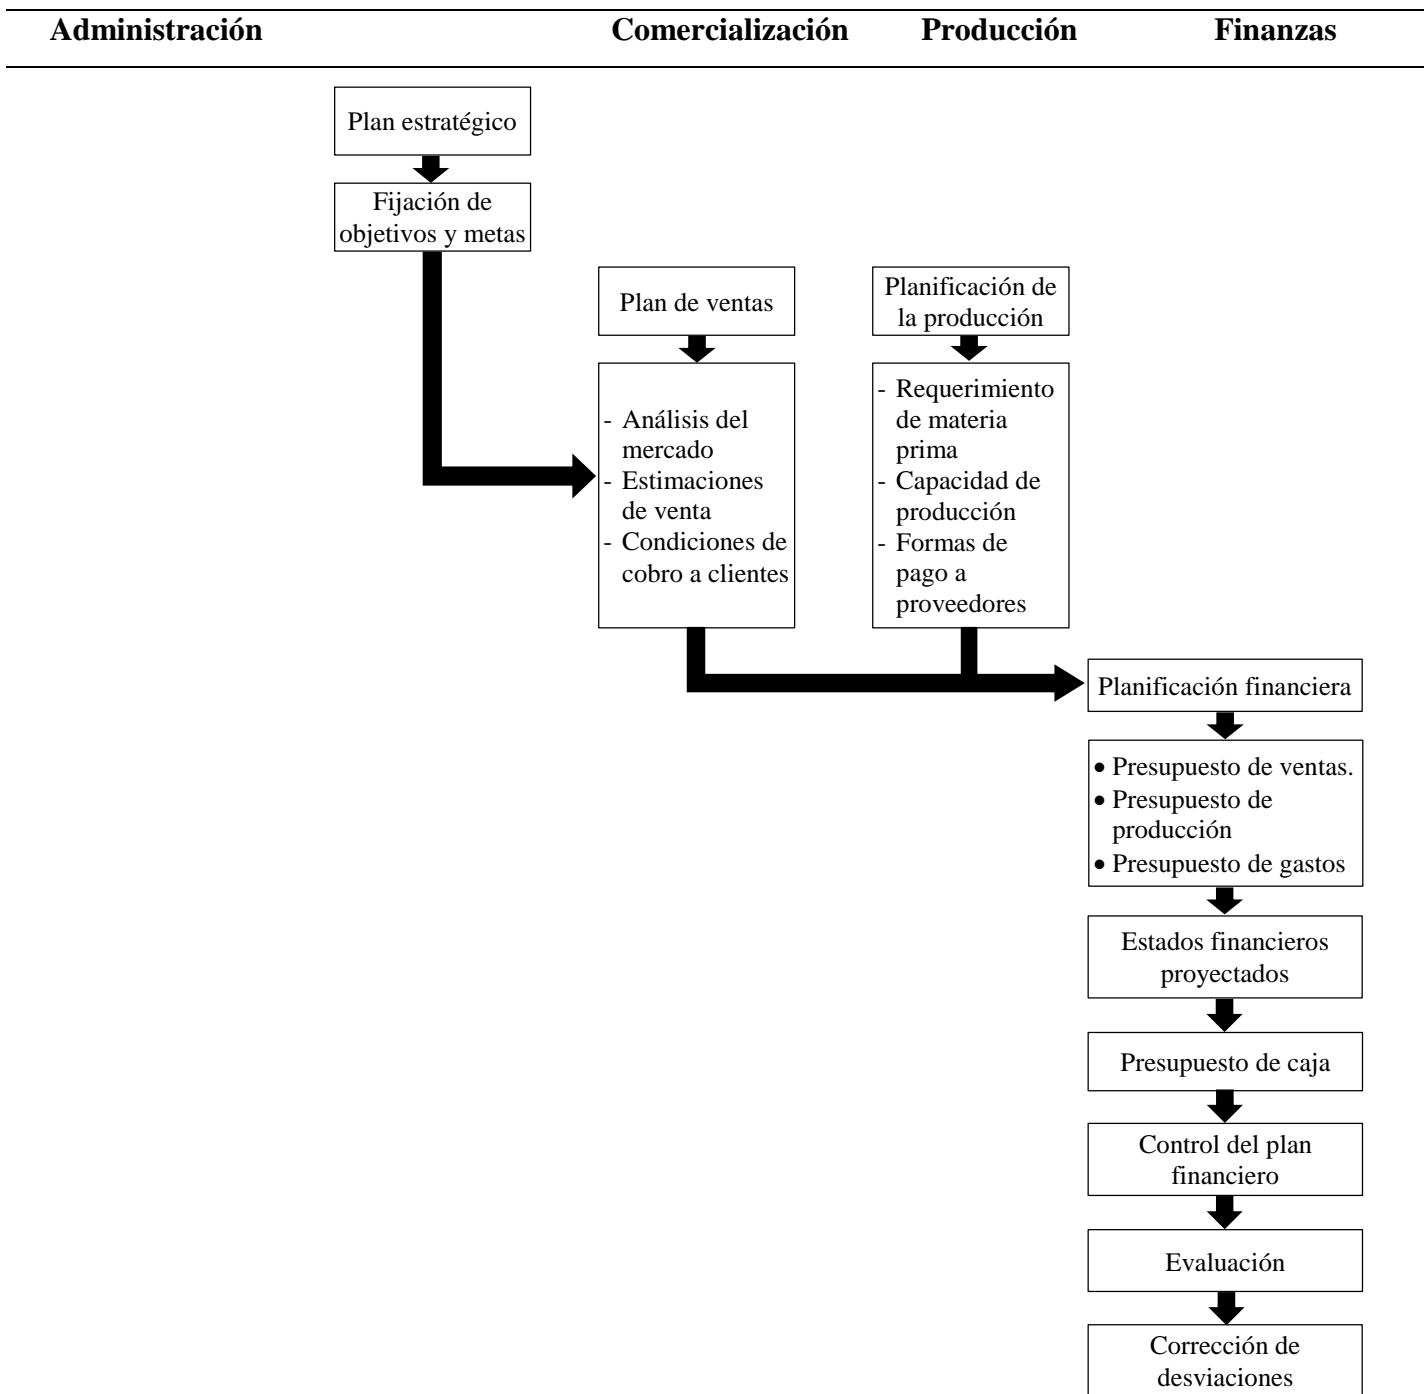 Administración Comercialización Producción Finanzas
Plan estratégico
Fijación de
objetivos y metas
Plan de ventas
- Análisis del
mercado
- Estimaciones
de venta
- Condiciones de
cobro a clientes
Planificación de
la producción
- Requerimiento
de materia
prima
- Capacidad de
producción
- Formas de
pago a
proveedores
Planificación financiera
• Presupuesto de ventas.
• Presupuesto de
producción
• Presupuesto de gastos
Estados financieros
proyectados
Presupuesto de caja
Control del plan
financiero
Evaluación
Corrección de
desviaciones